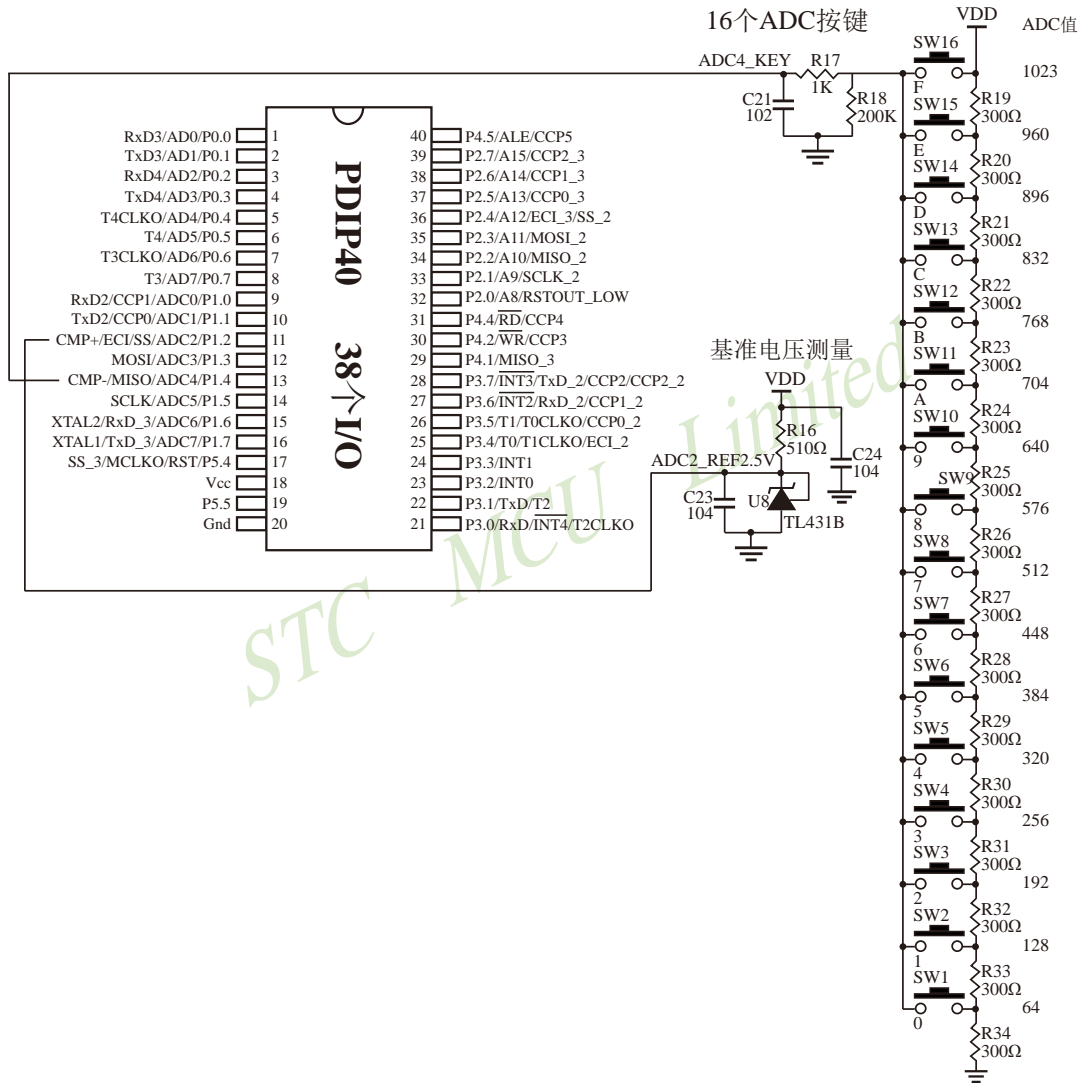 16个ADC按键
VDD
ADC值
ADC4_KEY
R17
1K
C21
102
R18
200K
SW16
F
1023
R19
300Ω
SW15
E
960
R20
300Ω
SW14
D
896
R21
300Ω
SW13
C
832
R22
300Ω
SW12
B
768
R23
300Ω
SW11
A
704
R24
300Ω
SW10
9
640
R25
300Ω
SW9
8
576
R26
300Ω
SW8
7
512
R27
300Ω
SW7
6
448
R28
300Ω
SW6
5
384
R29
300Ω
SW5
4
320
R30
300Ω
SW4
3
256
R31
300Ω
SW3
2
192
R32
300Ω
SW2
1
128
R33
300Ω
SW1
0
64
R34
300Ω
PDIP40 38个I/O
RxD3/AD0/P0.0 1
TxD3/AD1/P0.1 2
RxD4/AD2/P0.2 3
TxD4/AD3/P0.3 4
T4CLKO/AD4/P0.4 5
T4/AD5/P0.5 6
T3CLKO/AD6/P0.6 7
T3/AD7/P0.7 8
RxD2/CCP1/ADC0/P1.0 9
TxD2/CCP0/ADC1/P1.1 10
CMP+/ECI/SS/ADC2/P1.2 11
MOSI/ADC3/P1.3 12
CMP-/MISO/ADC4/P1.4 13
SCLK/ADC5/P1.5 14
XTAL2/RxD_3/ADC6/P1.6 15
XTAL1/TxD_3/ADC7/P1.7 16
SS_3/MCLKO/RST/P5.4 17
Vcc 18
P5.5 19
Gnd 20
40 P4.5/ALE/CCP5
39 P2.7/A15/CCP2_3
38 P2.6/A14/CCP1_3
37 P2.5/A13/CCP0_3
36 P2.4/A12/ECI_3/SS_2
35 P2.3/A11/MOSI_2
34 P2.2/A10/MISO_2
33 P2.1/A9/SCLK_2
32 P2.0/A8/RSTOUT_LOW
31 P4.4/RD/CCP4
30 P4.2/WR/CCP3
29 P4.1/MISO_3
28 P3.7/INT3/TxD_2/CCP2/CCP2_2
27 P3.6/INT2/RxD_2/CCP1_2
26 P3.5/T1/T0CLKO/CCP0_2
25 P3.4/T0/T1CLKO/ECI_2
24 P3.3/INT1
23 P3.2/INT0
22 P3.1/TxD/T2
21 P3.0/RxD/INT4/T2CLKO
基准电压测量
VDD
R16
510Ω
ADC2_REF2.5V
C24
104
C23
104
U8
TL431B
STC MCU Limited